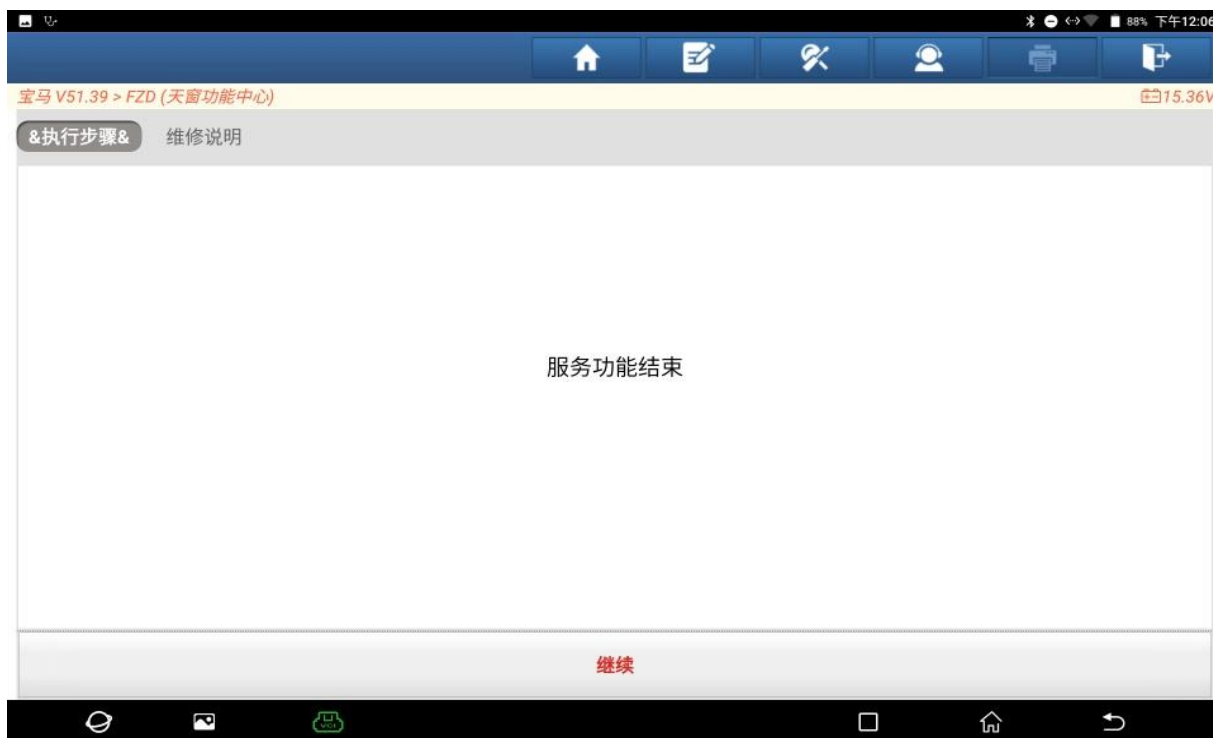 88% 下午12:06
宝马 V51.39 > FZD (天窗功能中心)
15.36V
&执行步骤& 维修说明
服务功能结束
继续
VCI